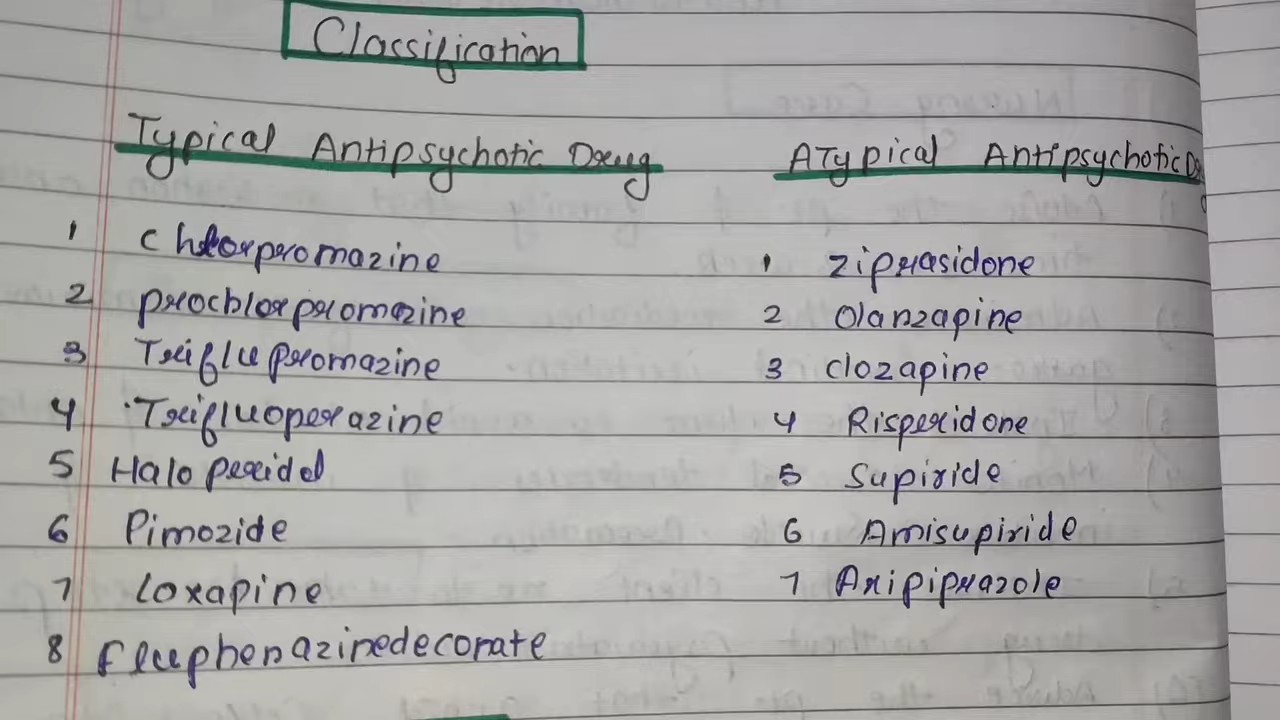 Classification
Typical Antipsychotic Drug
1 Chlorpromazine
2 prochlorpromazine
3 Triflupromazine
4 Trifluoperazine
5 Haloperidol
6 Pimozide
7 Loxapine
8 Fluphenazinedecorate
ATypical Antipsychotic
1 Ziprasidone
2 Olanzapine
3 Clozapine
4 Risperidone
5 Supiride
6 Amisupiride
7 Aripiprazole